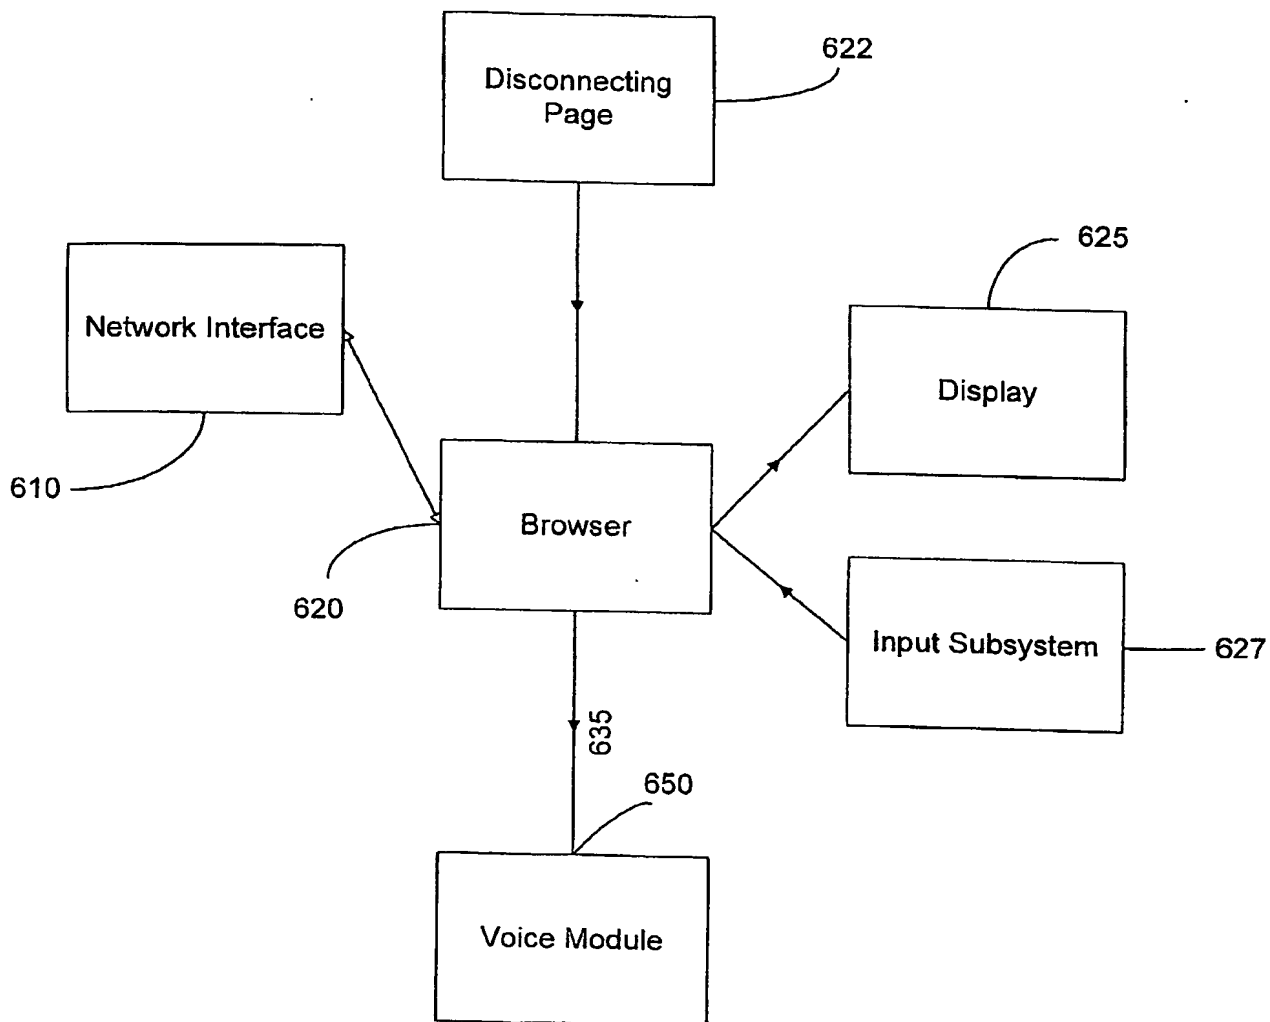 622
Disconnecting
Page
625
Network Interface
Display
610
Browser
620
Input Subsystem
627
635
650
Voice Module